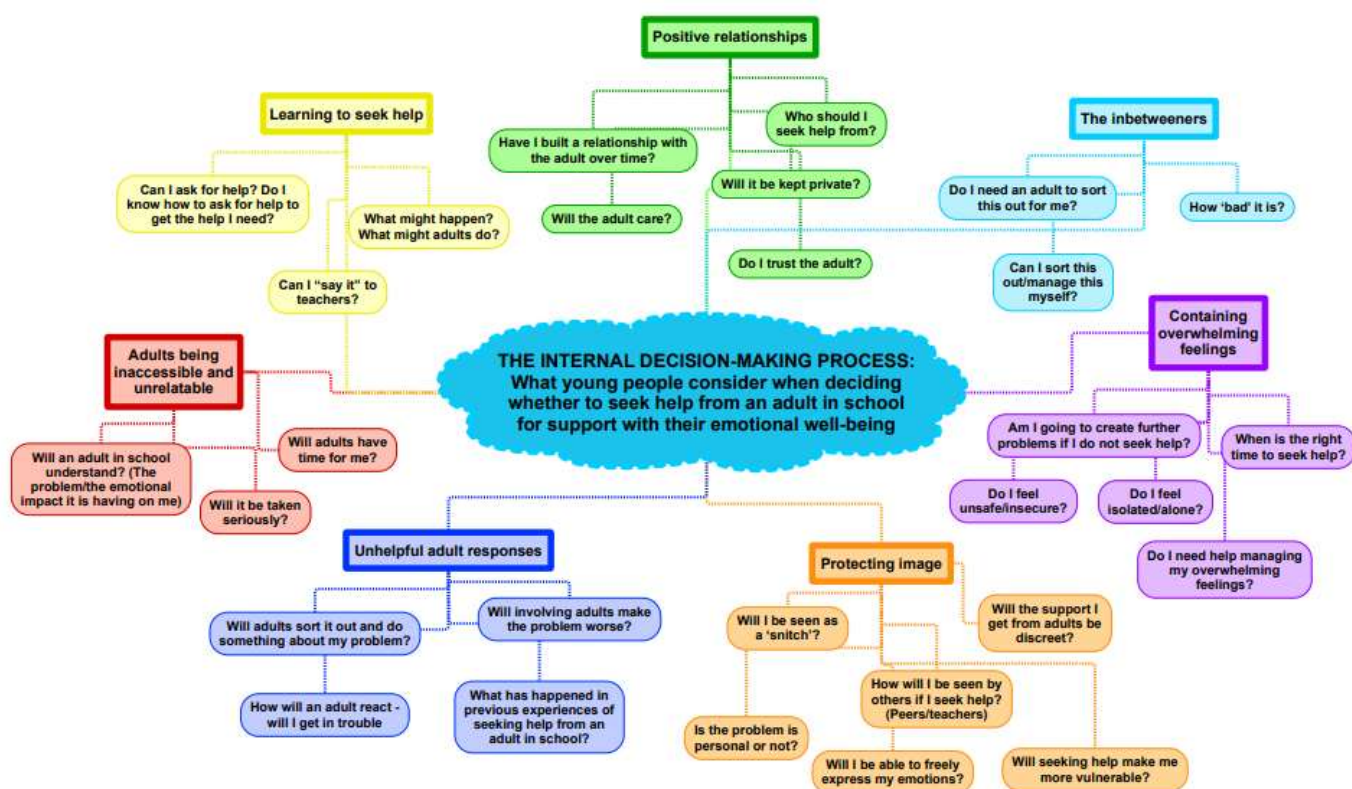 Positive relationships
Who should I
seek help from?
Have I built a relationship with
the adult over time?
Will it be kept private?
Will the adult care?
Do I trust the adult?
Learning to seek help
Can I ask for help? Do I
know how to ask for help to
get the help I need?
What might happen?
What might adults do?
Can I “say it” to
teachers?
The inbetweeners
Do I need an adult to sort
this out for me?
How ‘bad’ it is?
Can I sort this
out/manage this
myself?
THE INTERNAL DECISION-MAKING PROCESS:
What young people consider when deciding
whether to seek help from an adult in school
for support with their emotional well-being
Adults being
inaccessible and
unrelatable
Will adults have
time for me?
Will an adult in school
understand? (The
problem/the emotional
impact it is having on me)
Will it be taken
seriously?
Containing
overwhelming
feelings
Am I going to create further
problems if I do not seek help?
When is the right
time to seek help?
Do I feel
unsafe/insecure?
Do I feel
isolated/alone?
Do I need help managing
my overwhelming
feelings?
Unhelpful adult responses
Will adults sort it out and do
something about my problem?
Will involving adults make
the problem worse?
How will an adult react -
will I get in trouble
What has happened in
previous experiences of
seeking help from an
adult in school?
Protecting image
Will I be seen as
a ‘snitch’?
Will the support I
get from adults be
discreet?
How will I be seen by
others if I seek help?
(Peers/teachers)
Is the problem is
personal or not?
Will I be able to freely
express my emotions?
Will seeking help make me
more vulnerable?